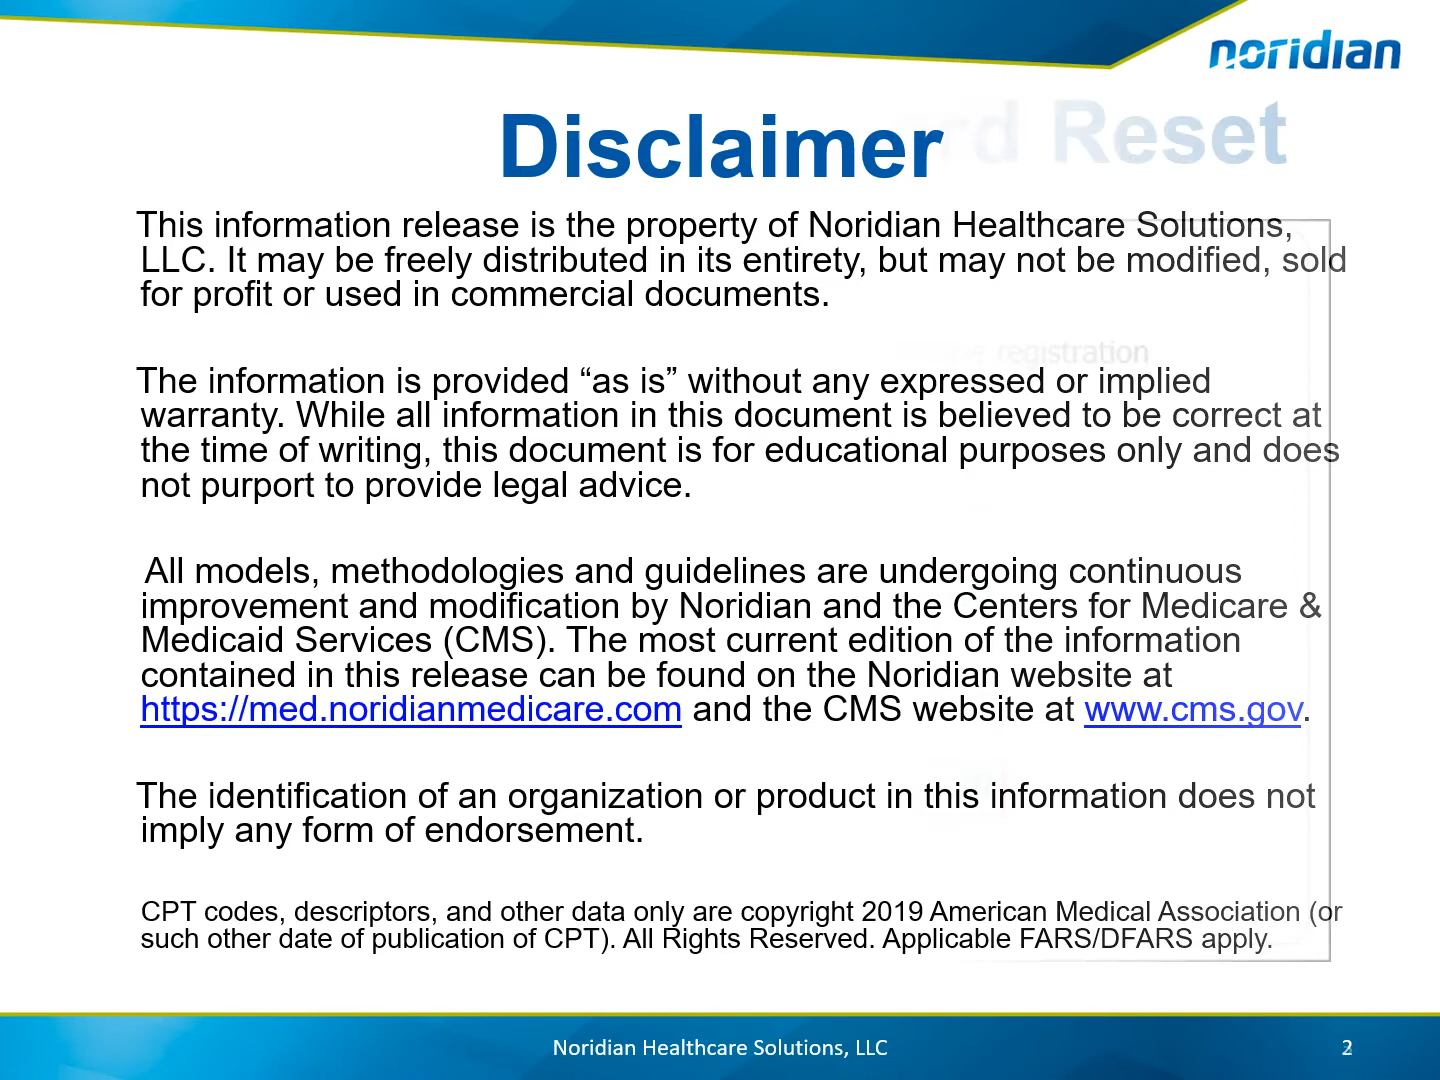 noridian
Disclaimer
rd Reset
This information release is the property of Noridian Healthcare Solutions,
LLC. It may be freely distributed in its entirety, but may not be modified, sold
for profit or used in commercial documents.
registration
The information is provided “as is” without any expressed or implied
warranty. While all information in this document is believed to be correct at
the time of writing, this document is for educational purposes only and does
not purport to provide legal advice.
All models, methodologies and guidelines are undergoing continuous
improvement and modification by Noridian and the Centers for Medicare &
Medicaid Services (CMS). The most current edition of the information
contained in this release can be found on the Noridian website at
https://med.noridianmedicare.com and the CMS website at www.cms.gov.
The identification of an organization or product in this information does not
imply any form of endorsement.
CPT codes, descriptors, and other data only are copyright 2019 American Medical Association (or
such other date of publication of CPT). All Rights Reserved. Applicable FARS/DFARS apply.
Noridian Healthcare Solutions, LLC
2